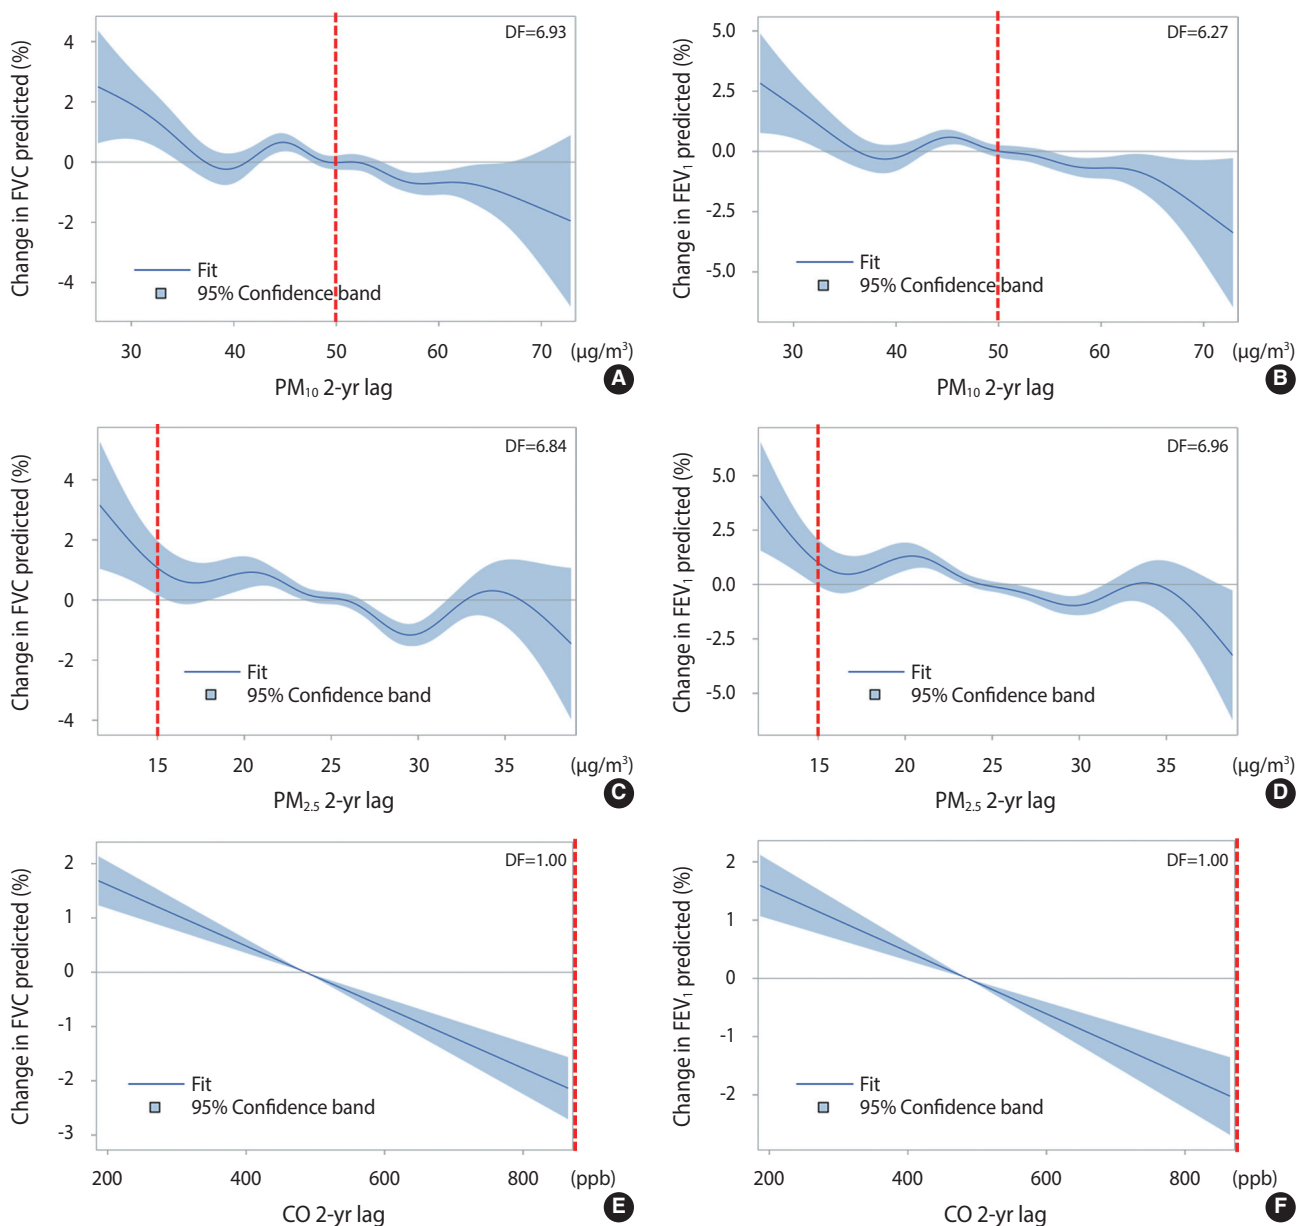 Change in FVC predicted (%)
4
2
0
-2
-4
DF=6.93
Fit
95% Confidence band
30 40 50 60 70 (µg/m³)
PM₁₀ 2-yr lag
A
Change in FEV₁ predicted (%)
5.0
2.5
0.0
-2.5
-5.0
DF=6.27
Fit
95% Confidence band
30 40 50 60 70 (µg/m³)
PM₁₀ 2-yr lag
B
Change in FVC predicted (%)
4
2
0
-2
-4
DF=6.84
Fit
95% Confidence band
15 20 25 30 35 (µg/m³)
PM₂.₅ 2-yr lag
C
Change in FEV₁ predicted (%)
5.0
2.5
0.0
-2.5
-5.0
DF=6.96
Fit
95% Confidence band
15 20 25 30 35 (µg/m³)
PM₂.₅ 2-yr lag
D
Change in FVC predicted (%)
2
1
0
-1
-2
-3
DF=1.00
Fit
95% Confidence band
200 400 600 800 (ppb)
CO 2-yr lag
E
Change in FEV₁ predicted (%)
2
1
0
-1
-2
DF=1.00
Fit
95% Confidence band
200 400 600 800 (ppb)
CO 2-yr lag
F